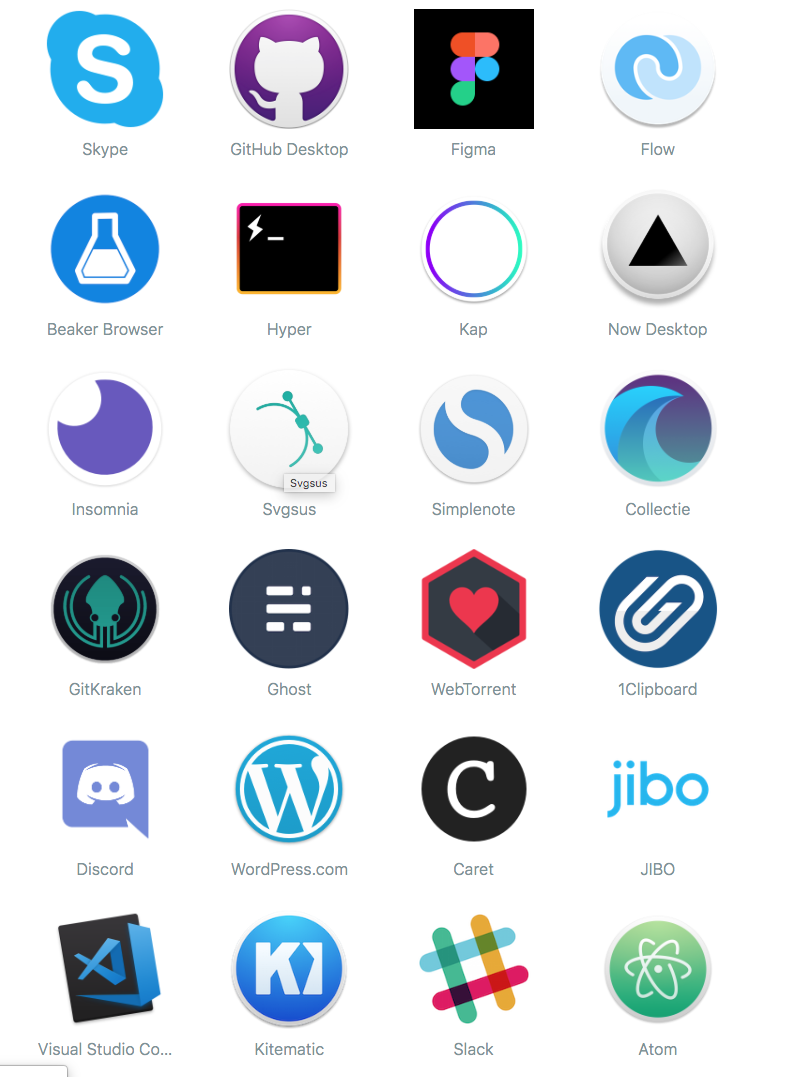 S
Skype
GitHub Desktop
Figma
Flow
Beaker Browser
Hyper
Kap
Now Desktop
Insomnia
Svgsus
Svgsus
Simplenote
Collectie
GitKraken
Ghost
WebTorrent
1Clipboard
W
C
jibo
Discord
WordPress.com
Caret
JIBO
KI
Visual Studio Co...
Kitematic
Slack
Atom